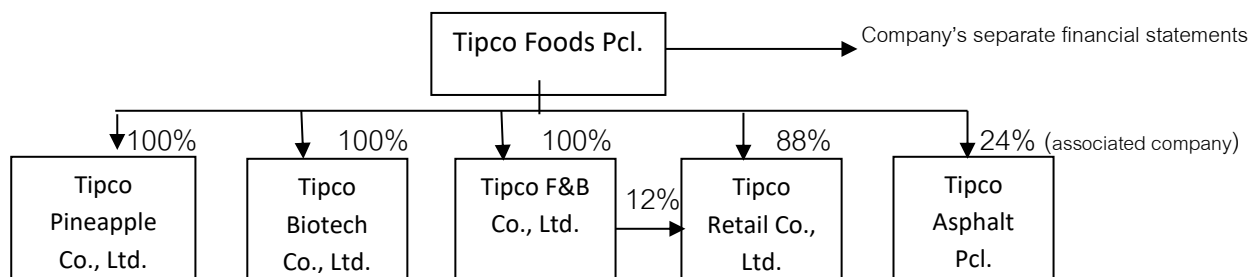 Tipco Foods Pcl.
Company's separate financial statements
100%
100%
100%
88%
24% (associated company)
Tipco
Pineapple
Co., Ltd.
Tipco
Biotech
Co., Ltd.
Tipco F&B
Co., Ltd.
12%
Tipco
Retail Co.,
Ltd.
Tipco
Asphalt
Pcl.